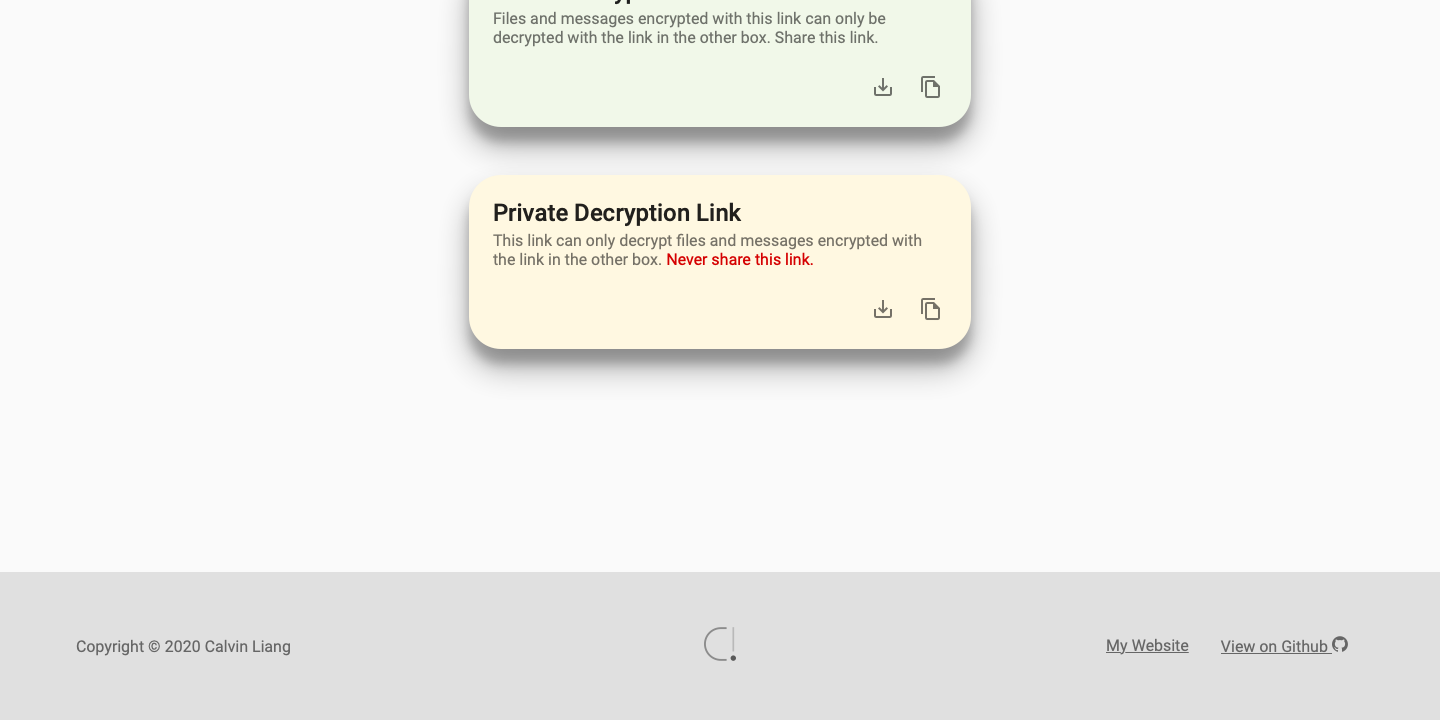 Files and messages encrypted with this link can only be
decrypted with the link in the other box. Share this link.
Private Decryption Link
This link can only decrypt files and messages encrypted with
the link in the other box. Never share this link.
Copyright © 2020 Calvin Liang
My Website
View on Github